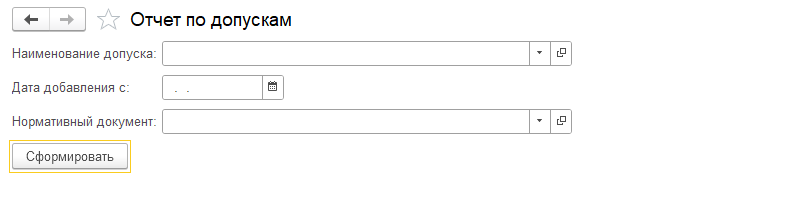 Отчет по допускам
Наименование допуска:
Дата добавления с: . .
Нормативный документ:
Сформировать